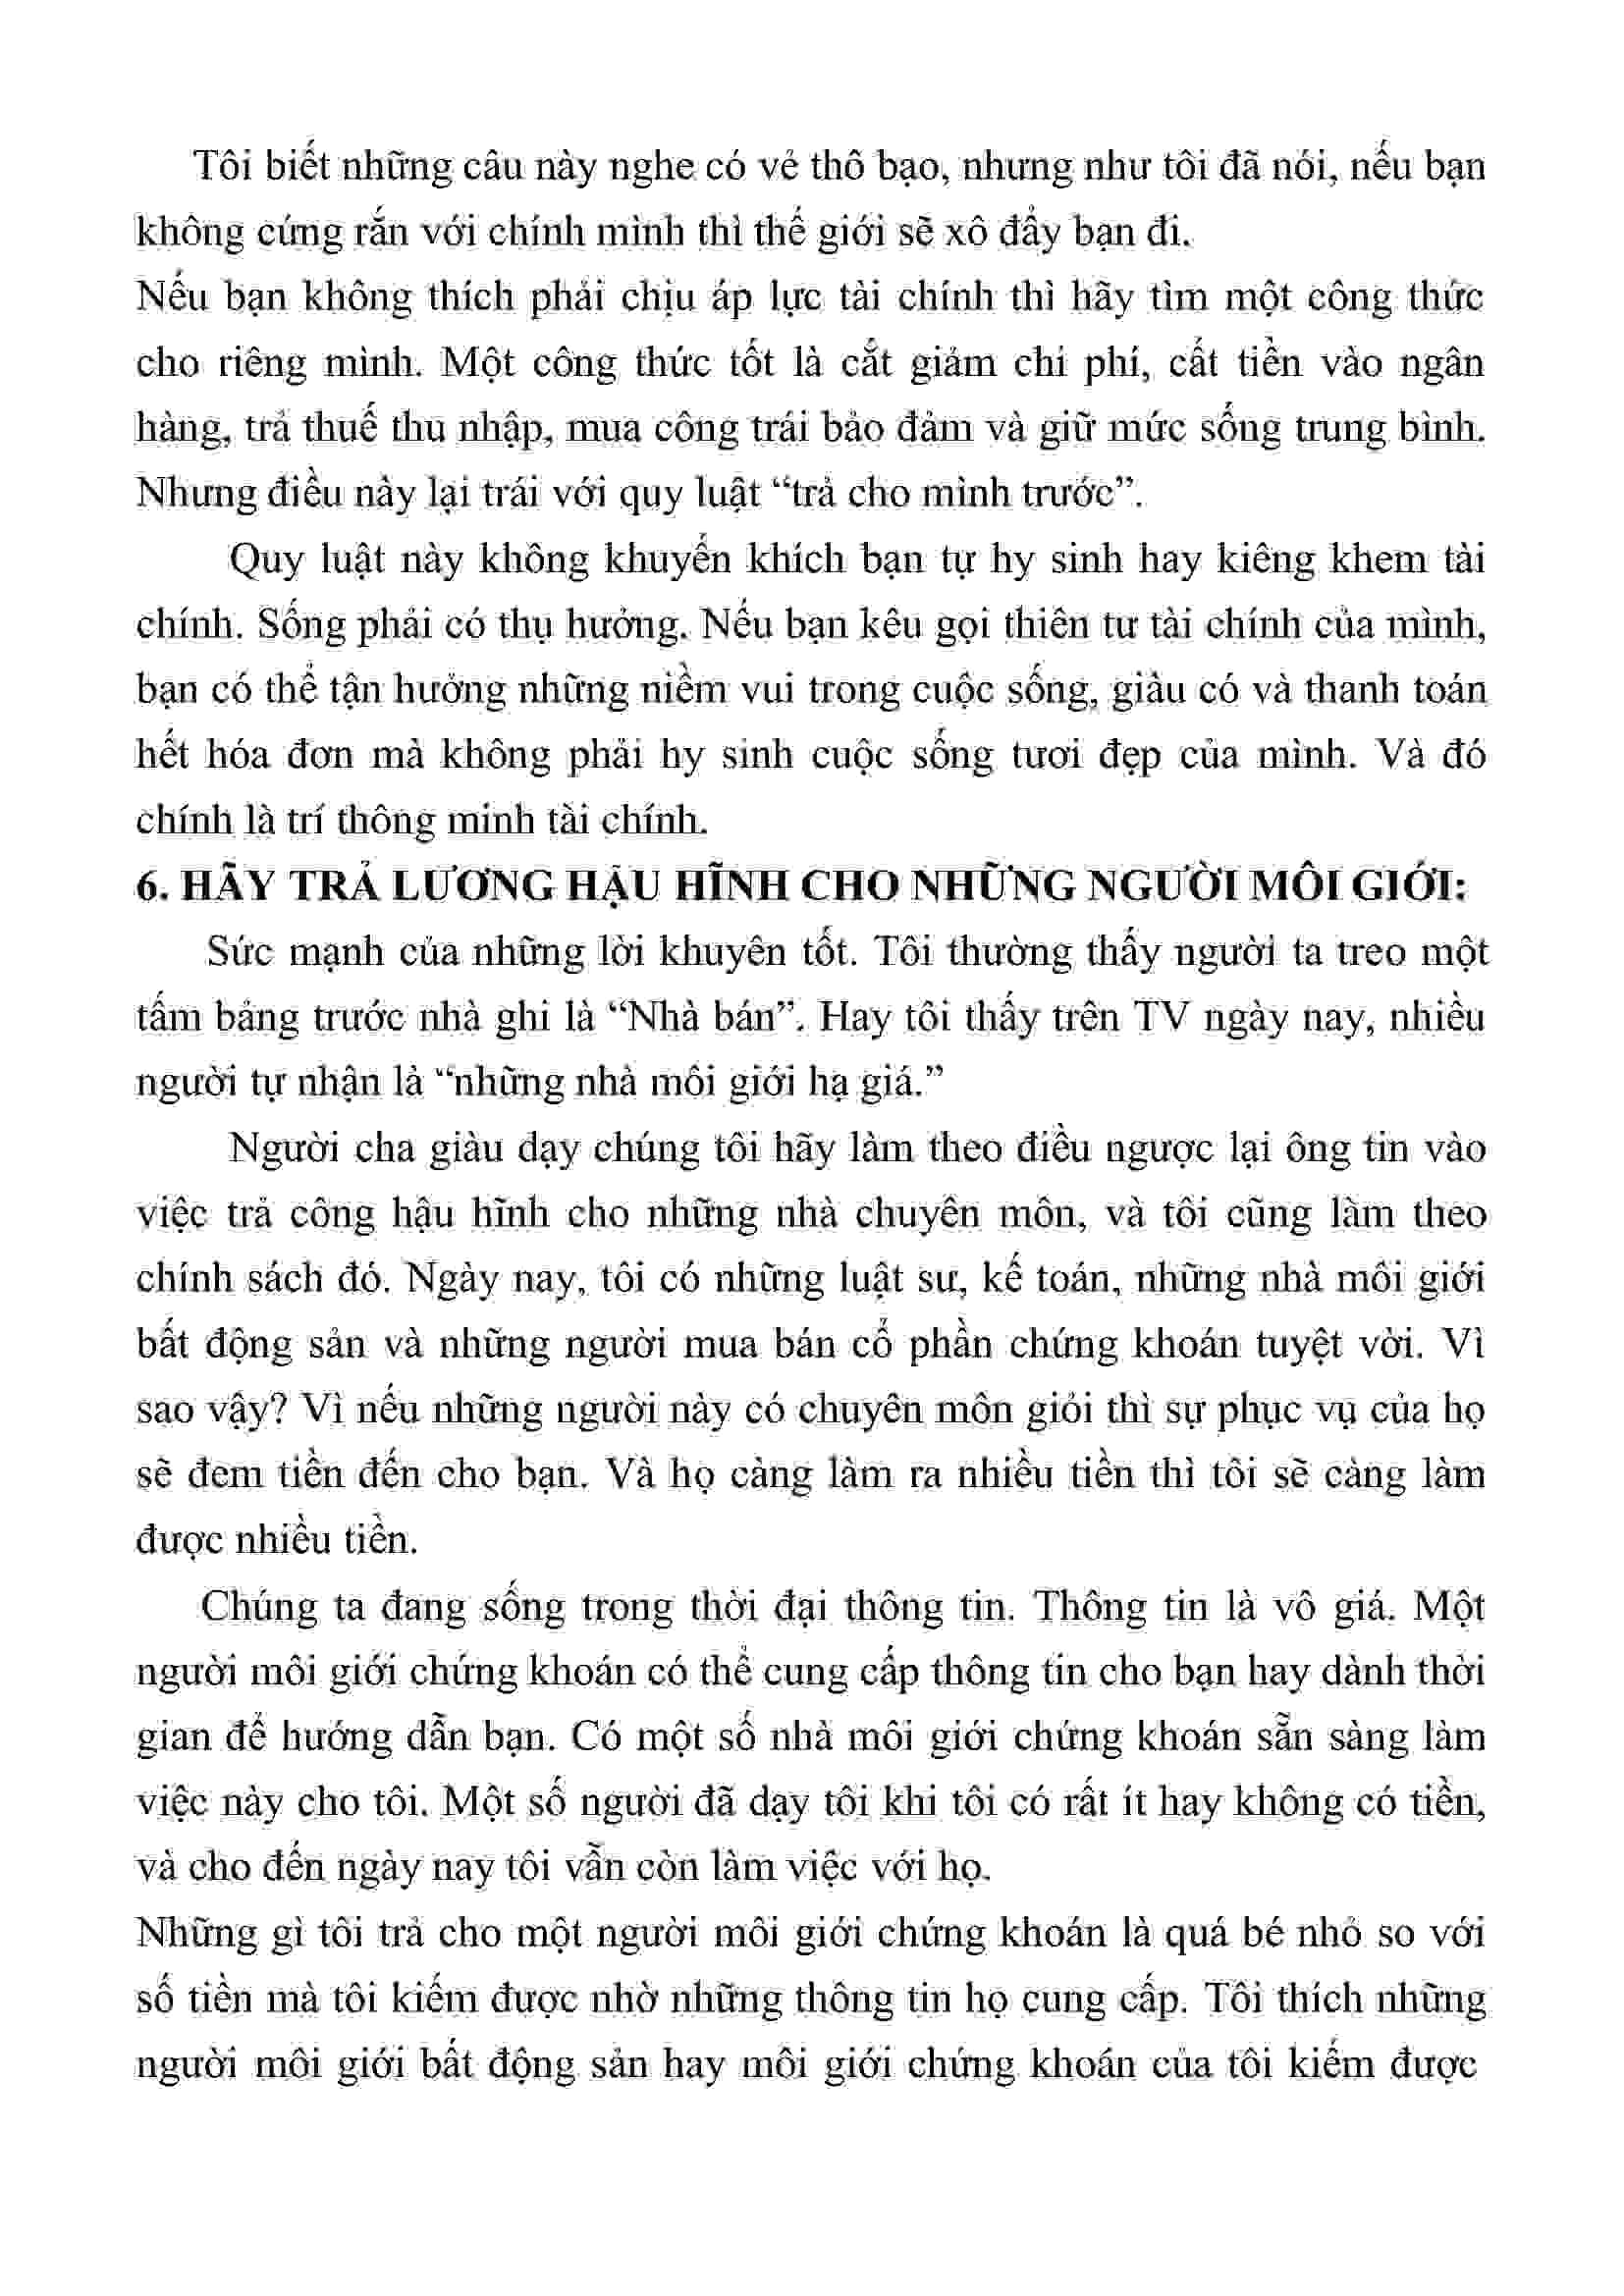 Tôi biết những câu này nghe có vẻ thô bạo, nhưng như tôi đã nói, nếu bạn
không cứng rắn với chính mình thì thế giới sẽ xô đẩy bạn đi.
Nếu bạn không thích phải chịu áp lực tài chính thì hãy tìm một công thức
cho riêng mình. Một công thức tốt là cắt giảm chi phí, cất tiền vào ngân
hàng, trả thuế thu nhập, mua công trái bảo đảm và giữ mức sống trung bình.
Nhưng điều này lại trái với quy luật “trả cho mình trước”.
Quy luật này không khuyến khích bạn tự hy sinh hay kiêng khem tài
chính. Sống phải có thụ hưởng. Nếu bạn kêu gọi thiên tư tài chính của mình,
bạn có thể tận hưởng những niềm vui trong cuộc sống, giàu có và thanh toán
hết hóa đơn mà không phải hy sinh cuộc sống tươi đẹp của mình. Và đó
chính là trí thông minh tài chính.
6. HÃY TRẢ LƯƠNG HẬU HĨNH CHO NHỮNG NGƯỜI MÔI GIỚI:
Sức mạnh của những lời khuyên tốt. Tôi thường thấy người ta treo một
tấm bảng trước nhà ghi là “Nhà bán”. Hay tôi thấy trên TV ngày nay, nhiều
người tự nhận là “những nhà môi giới hạ giá.”
Người cha giàu dạy chúng tôi hãy làm theo điều ngược lại ông tin vào
việc trả công hậu hĩnh cho những nhà chuyên môn, và tôi cũng làm theo
chính sách đó. Ngày nay, tôi có những luật sư, kế toán, những nhà môi giới
bất động sản và những người mua bán cổ phần chứng khoán tuyệt vời. Vì
sao vậy? Vì nếu những người này có chuyên môn giỏi thì sự phục vụ của họ
sẽ đem tiền đến cho bạn. Và họ càng làm ra nhiều tiền thì tôi sẽ càng làm
được nhiều tiền.
Chúng ta đang sống trong thời đại thông tin. Thông tin là vô giá. Một
người môi giới chứng khoán có thể cung cấp thông tin cho bạn hay dành thời
gian để hướng dẫn bạn. Có một số nhà môi giới chứng khoán sẵn sàng làm
việc này cho tôi. Một số người đã dạy tôi khi tôi có rất ít hay không có tiền,
và cho đến ngày nay tôi vẫn còn làm việc với họ.
Những gì tôi trả cho một người môi giới chứng khoán là quá bé nhỏ so với
số tiền mà tôi kiếm được nhờ những thông tin họ cung cấp. Tôi thích những
người môi giới bất động sản hay môi giới chứng khoán của tôi kiếm được